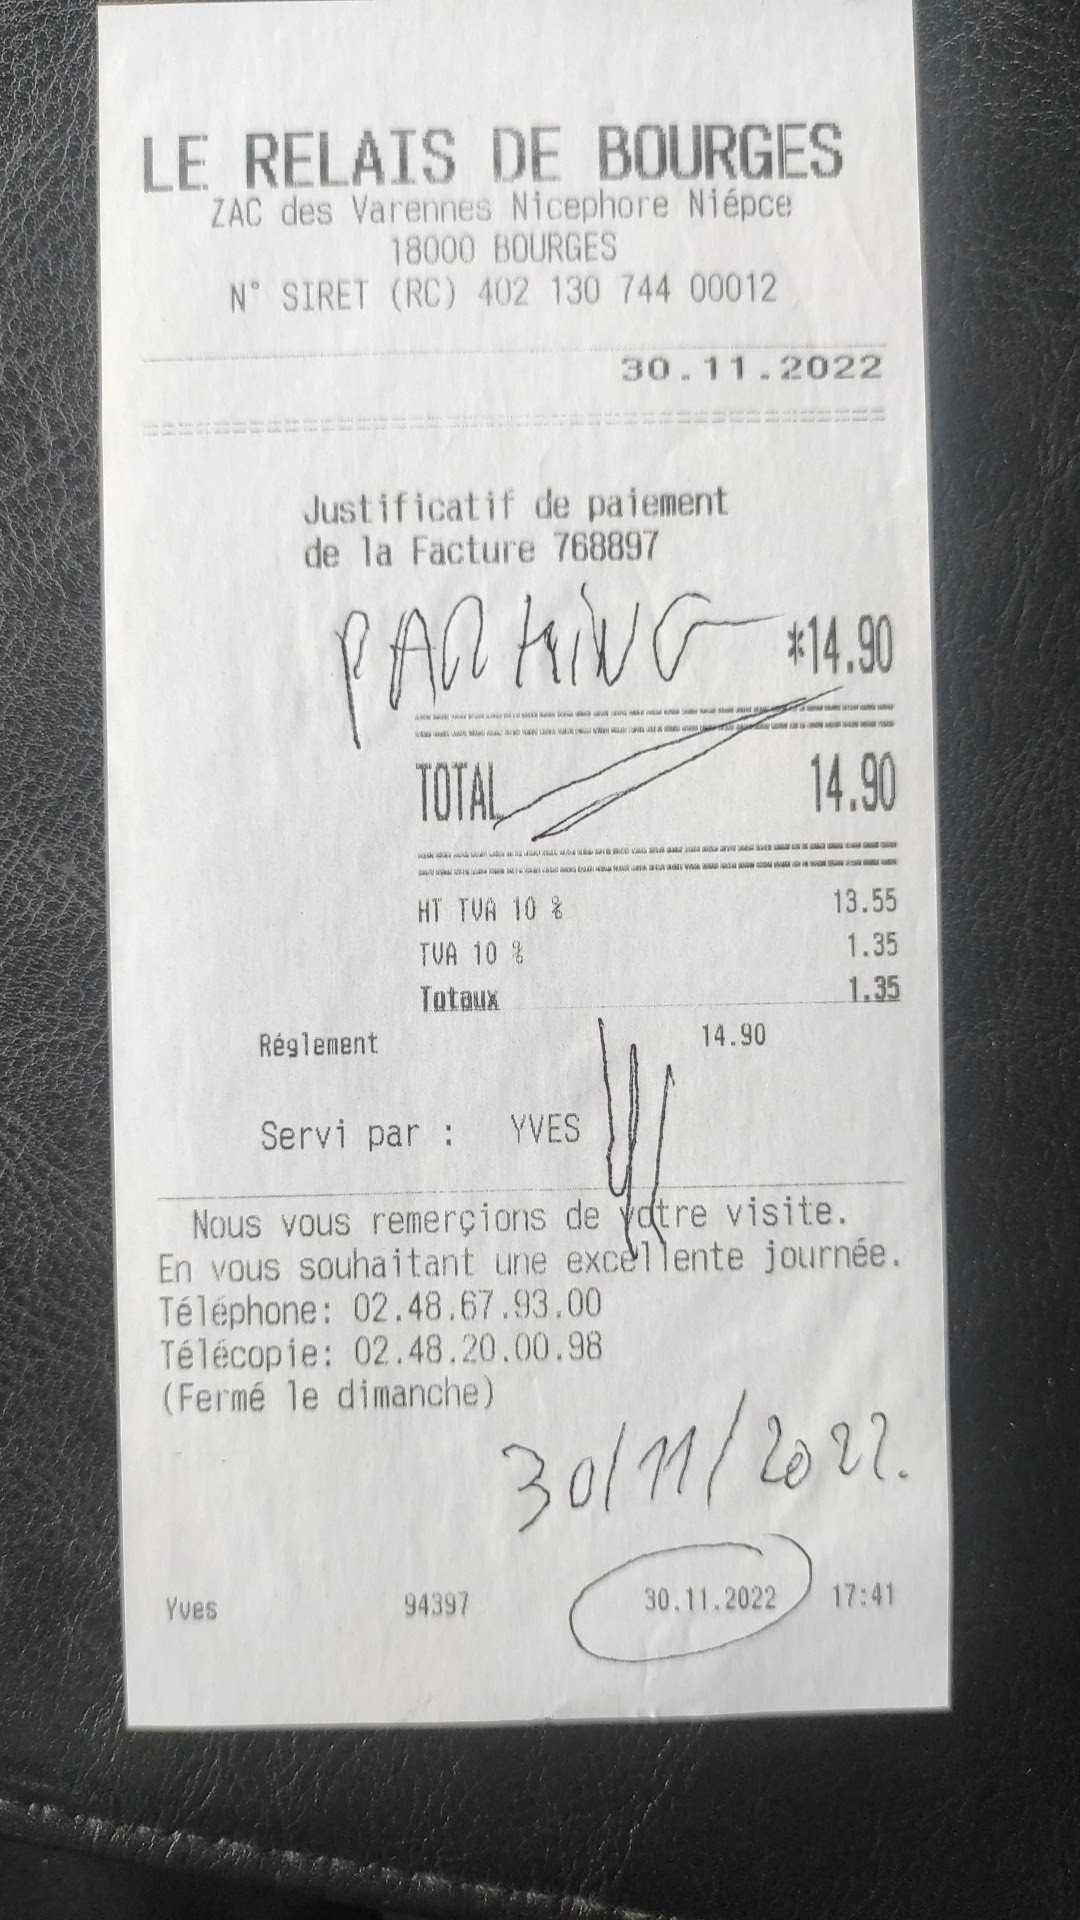 LE RELAIS DE BOURGES
ZAC des Varennes Nicephore Niépce
18000 BOURGES
N° SIRET (RC) 402 130 744 00012
30.11.2022
Justificatif de paiement
de la Facture 768897
PARKING *14.90
TOTAL 14.90
HT TVA 10 % 13.55
TVA 10 % 1.35
Totaux 1.35
Réglement 14.90
Servi par : YVES
Nous vous remerçions de votre visite.
En vous souhaitant une excellente journée.
Téléphone: 02.48.67.93.00
Télécopie: 02.48.20.00.98
(Fermé le dimanche)
30/11/2022.
Yves 94397 30.11.2022 17:41